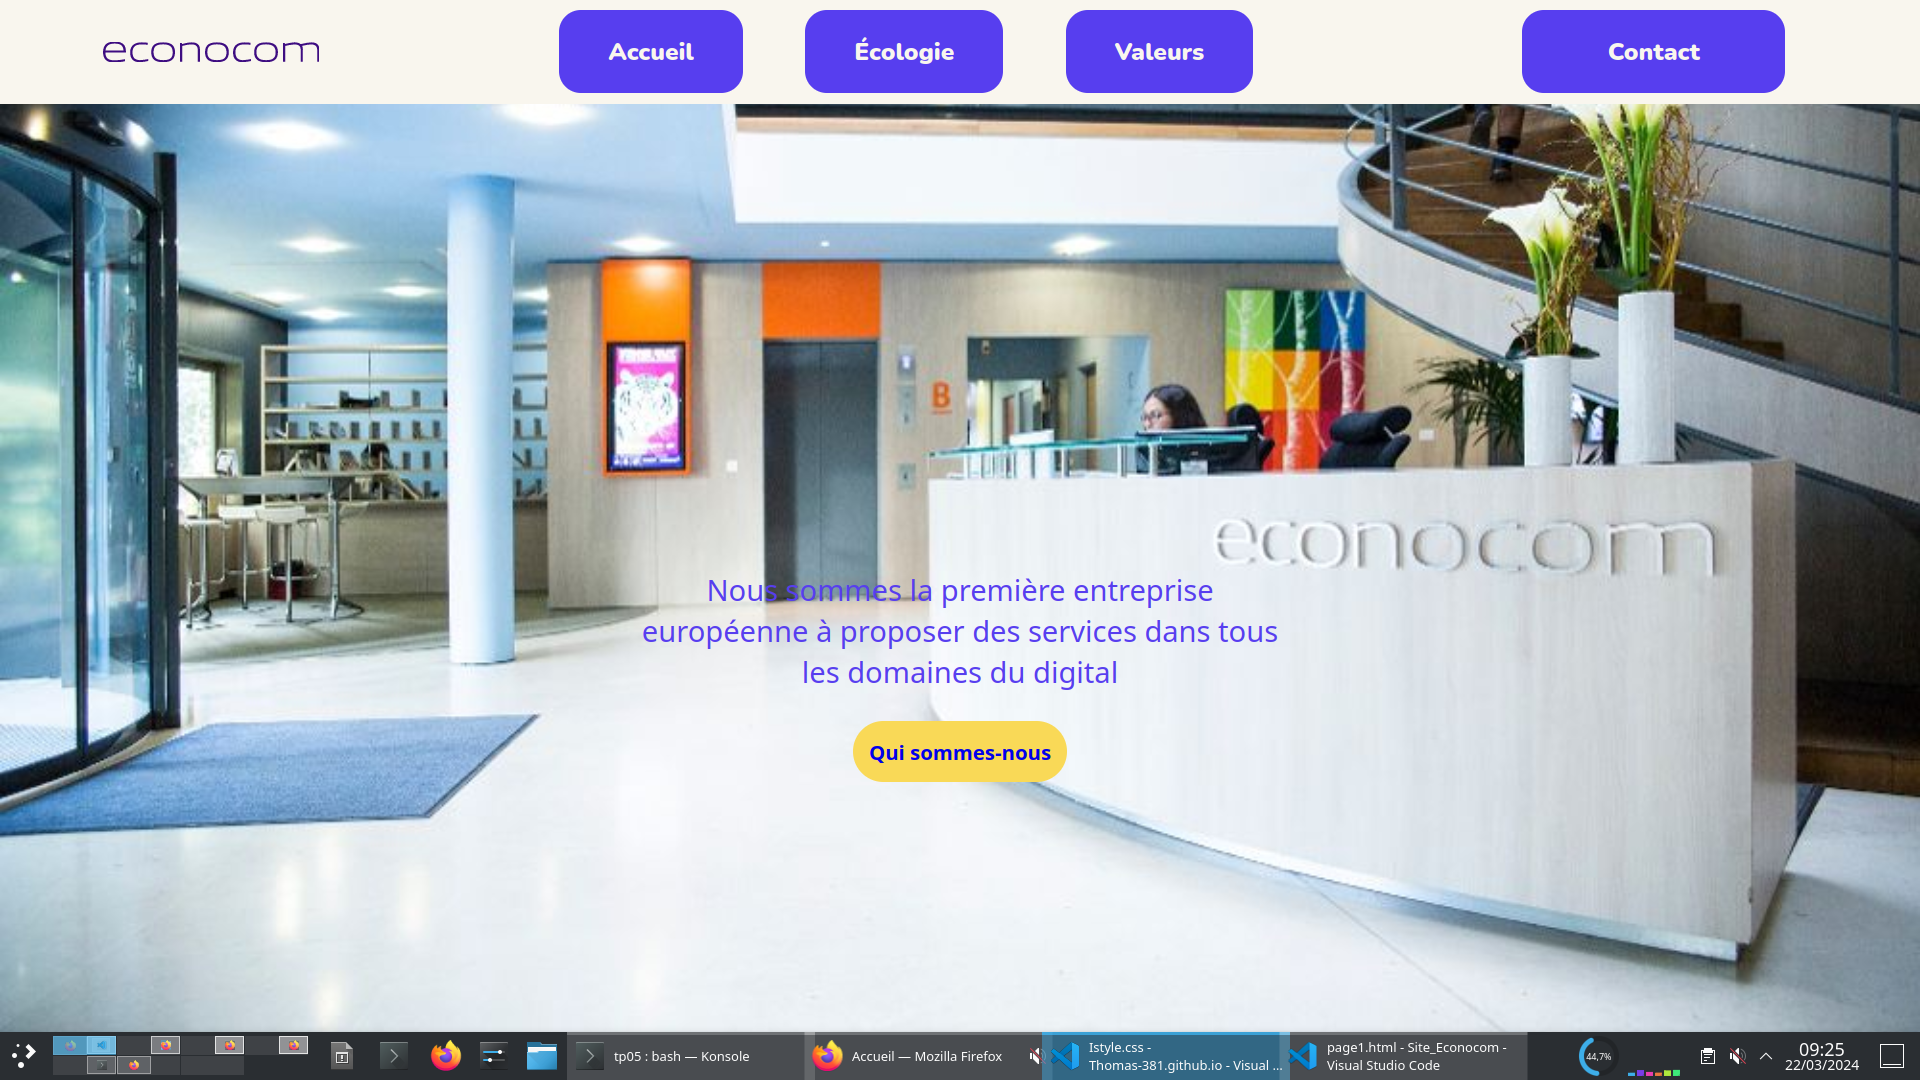 econocom
Accueil
Écologie
Valeurs
Contact
B
econocom
Nous sommes la première entreprise
européenne à proposer des services dans tous
les domaines du digital
Qui sommes-nous
tp05 : bash — Konsole
Accueil — Mozilla Firefox
Istyle.css -
Thomas-381.github.io - Visual ...
page1.html - Site_Econocom -
Visual Studio Code
44,7%
09:25
22/03/2024